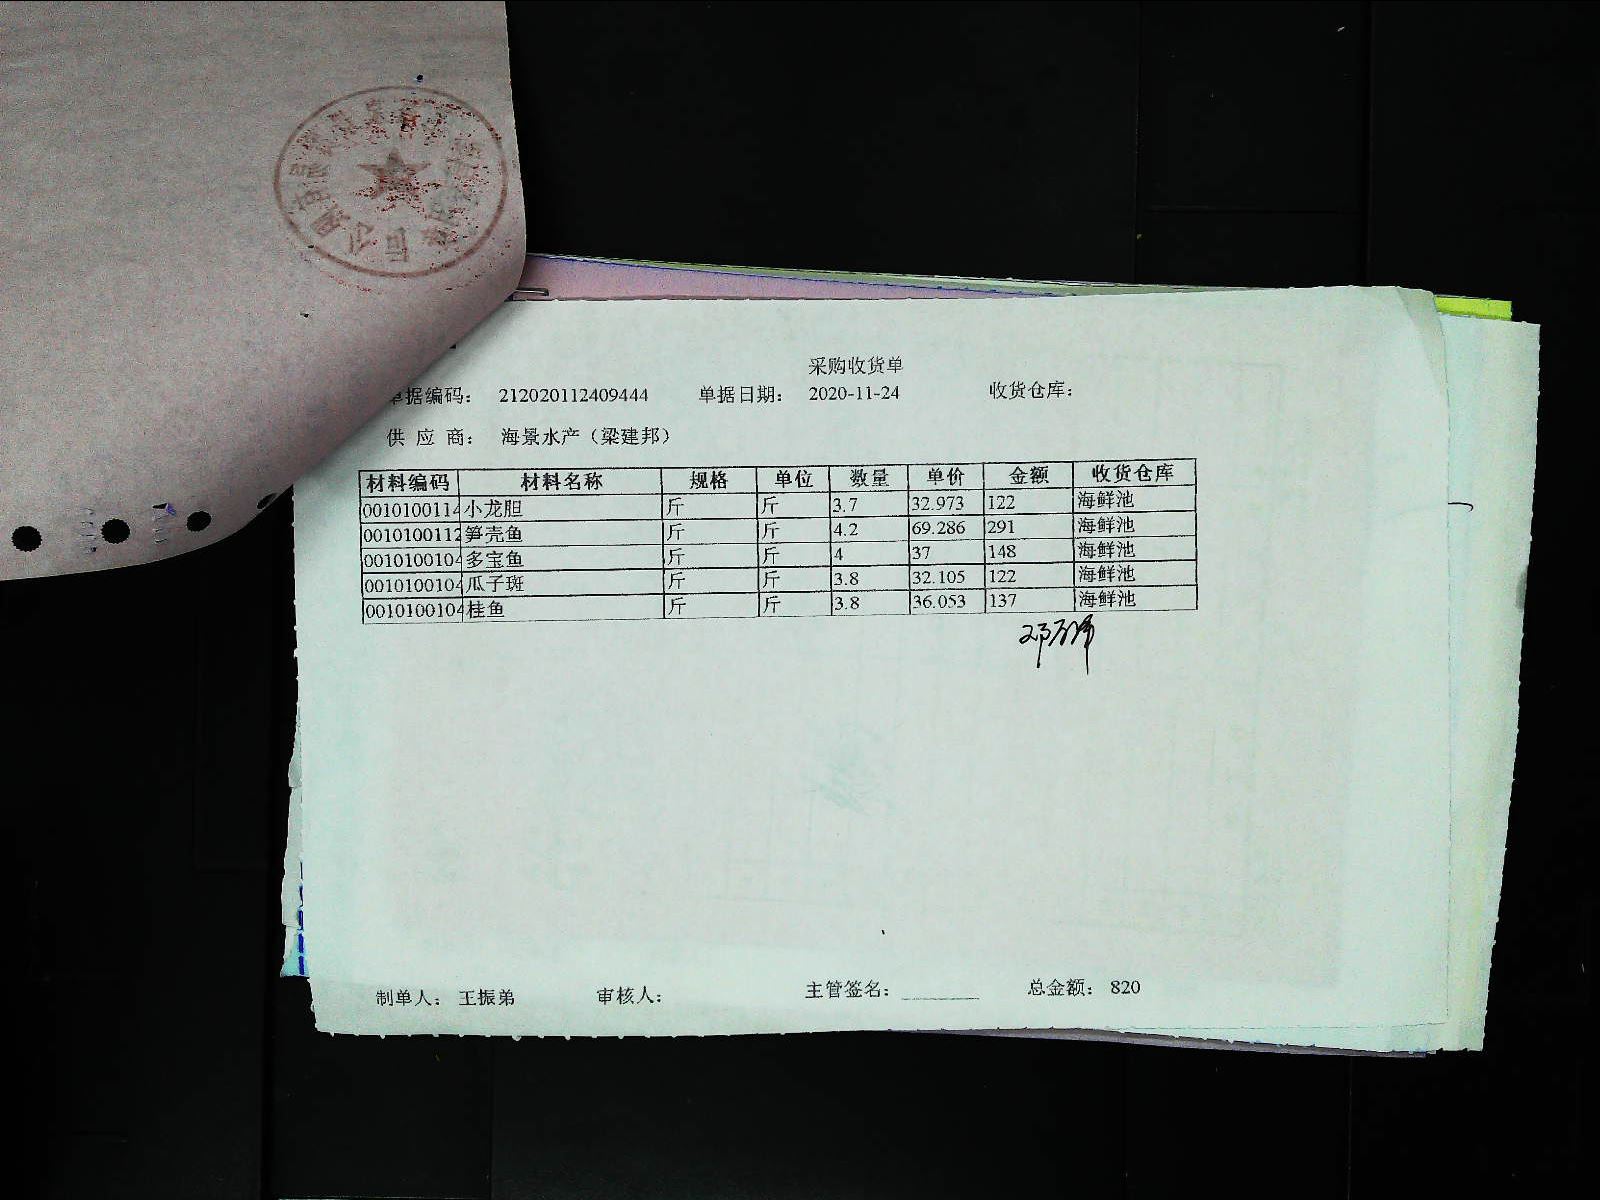 采购收货单
单据编码： 212020112409444 单据日期： 2020-11-24 收货仓库：
供 应 商： 海景水产（梁建邦）
材料编码 材料名称 规格 单位 数量 单价 金额 收货仓库
0010100114 小龙胆 斤 斤 3.7 32.973 122 海鲜池
0010100112 笋壳鱼 斤 斤 4.2 69.286 291 海鲜池
0010100104 多宝鱼 斤 斤 4 37 148 海鲜池
0010100104 瓜子斑 斤 斤 3.8 32.105 122 海鲜池
0010100104 桂鱼 斤 斤 3.8 36.053 137 海鲜池
制单人： 王振弟 审核人： 主管签名： 总金额： 820